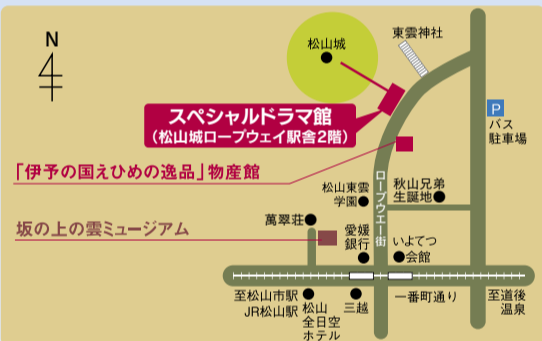 N
松山城
東雲神社
P
バス
駐車場
スペシャルドラマ館
(松山城ロープウェイ駅舎2階)
「伊予の国えひめの逸品」物産館
ロープウエー街
松山東雲
学園
秋山兄弟
生誕地
坂の上の雲ミュージアム
萬翠荘
愛媛
銀行
いよてつ
会館
至松山市駅
JR松山駅
松山
全日空
ホテル
三越
一番町通り
至道後
温泉